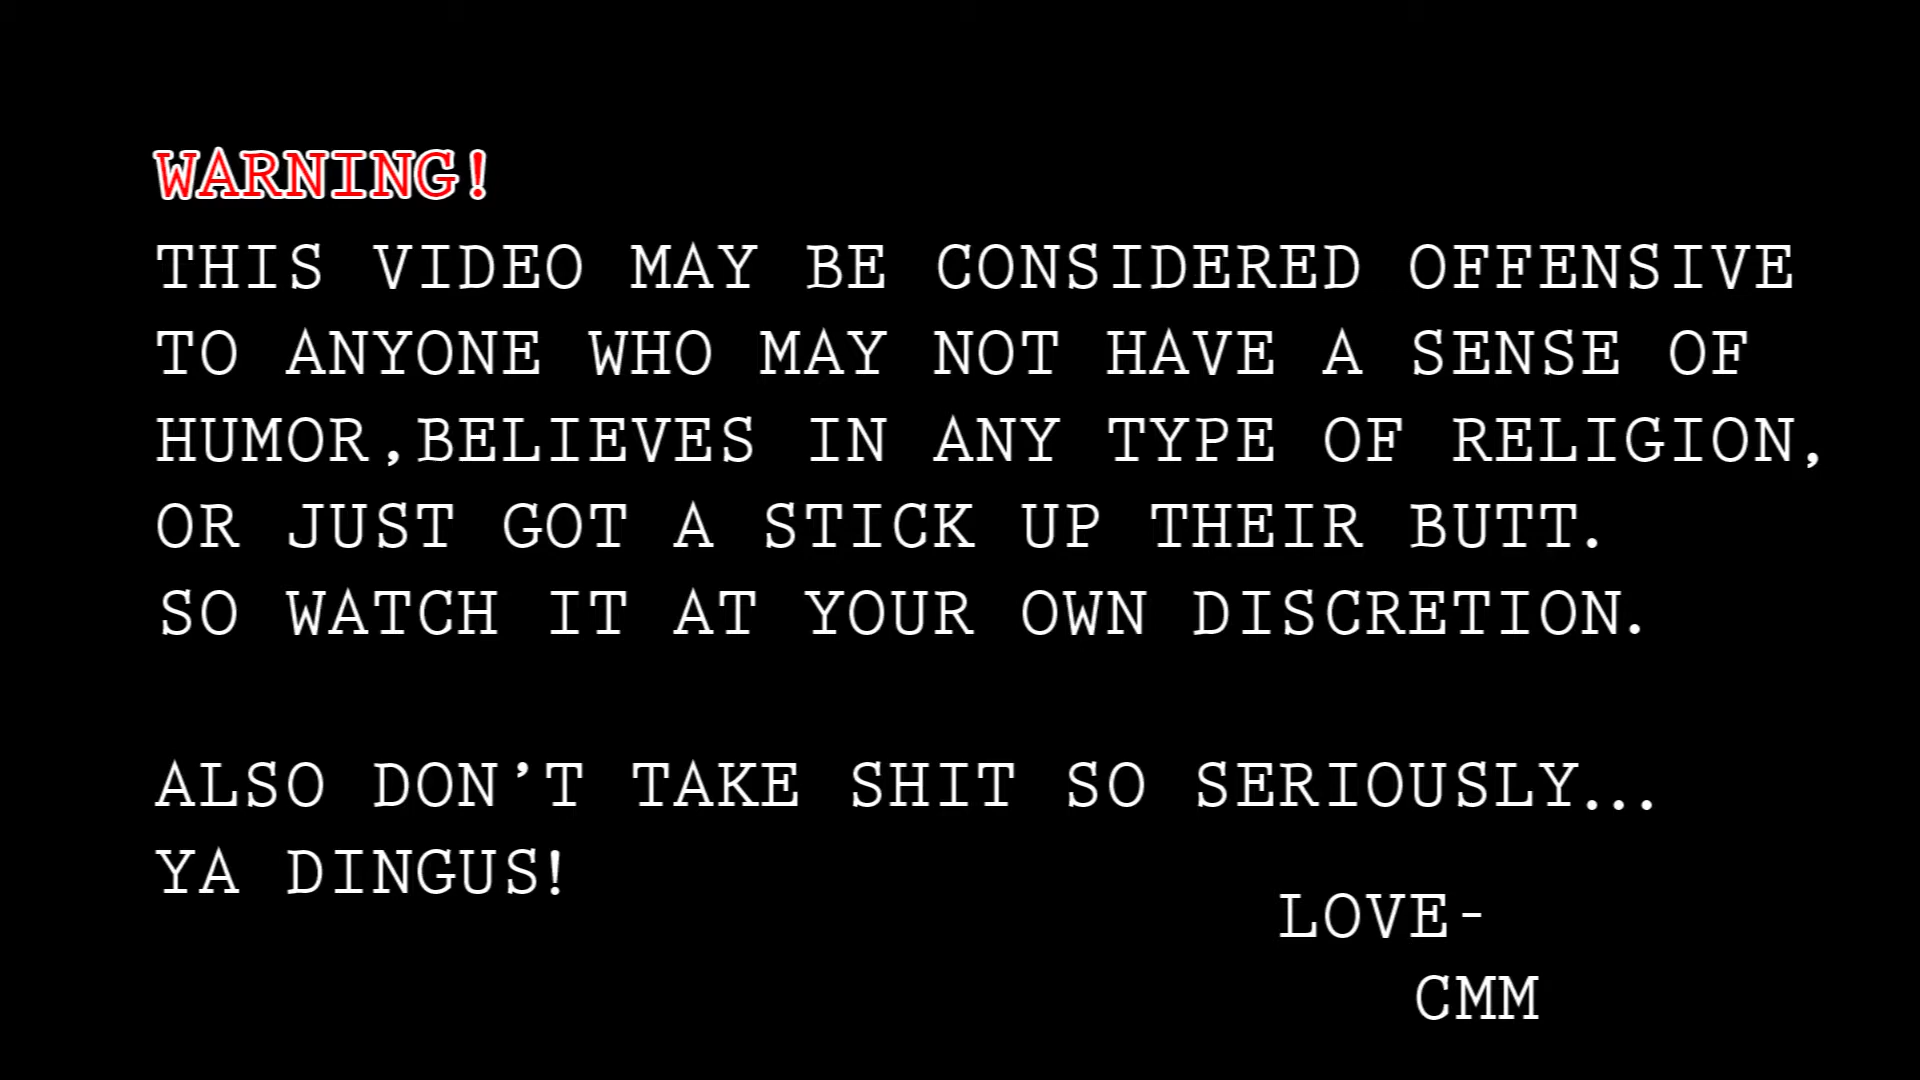 WARNING!
THIS VIDEO MAY BE CONSIDERED OFFENSIVE
TO ANYONE WHO MAY NOT HAVE A SENSE OF
HUMOR,BELIEVES IN ANY TYPE OF RELIGION,
OR JUST GOT A STICK UP THEIR BUTT.
SO WATCH IT AT YOUR OWN DISCRETION.
ALSO DON’T TAKE SHIT SO SERIOUSLY...
YA DINGUS!
LOVE-
CMM